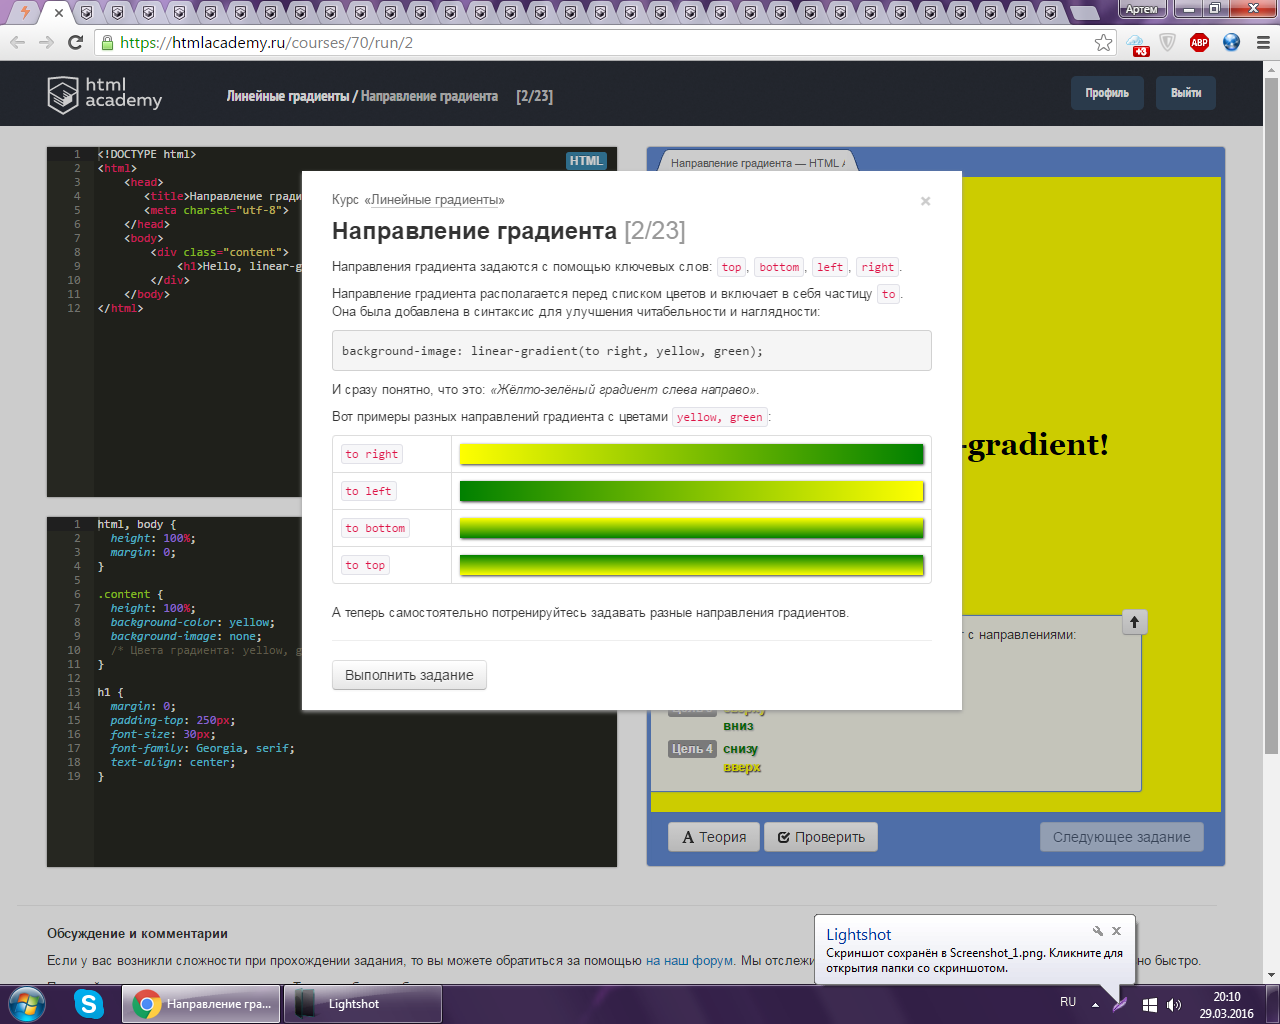 Артем
https://htmlacademy.ru/courses/70/run/2
+3
ABP
html
academy
Линейные градиенты / Направление градиента [2/23]
Профиль
Выйти
HTML
1 <!DOCTYPE html>
2 <html>
3 <head>
4 <title>Направление гради
5 <meta charset="utf-8">
6 </head>
7 <body>
8 <div class="content">
9 <h1>Hello, linear-g
10 </div>
11 </body>
12 </html>
Направление градиента — HTML A
Курс «Линейные градиенты»
×
Направление градиента [2/23]
Направления градиента задаются с помощью ключевых слов: top, bottom, left, right.
Направление градиента располагается перед списком цветов и включает в себя частицу to.
Она была добавлена в синтаксис для улучшения читабельности и наглядности:
background-image: linear-gradient(to right, yellow, green);
И сразу понятно, что это: «Жёлто-зелёный градиент слева направо».
Вот примеры разных направлений градиента с цветами yellow, green:
to right
to left
to bottom
to top
А теперь самостоятельно потренируйтесь задавать разные направления градиентов.
Выполнить задание
-gradient!
1 html, body {
2 height: 100%;
3 margin: 0;
4 }
5
6 .content {
7 height: 100%;
8 background-color: yellow;
9 background-image: none;
10 /* Цвета градиента: yellow, g
11 }
12
13 h1 {
14 margin: 0;
15 padding-top: 250px;
16 font-size: 30px;
17 font-family: Georgia, serif;
18 text-align: center;
19 }
т с направлениями:
вниз
Цель 4 снизу
вверх
Теория
Проверить
Следующее задание
Обсуждение и комментарии
Если у вас возникли сложности при прохождении задания, то вы можете обратиться за помощью на наш форум. Мы отслежи
но быстро.
Lightshot
Скриншот сохранён в Screenshot_1.png. Кликните для
открытия папки со скриншотом.
Направление гра...
Lightshot
RU
20:10
29.03.2016